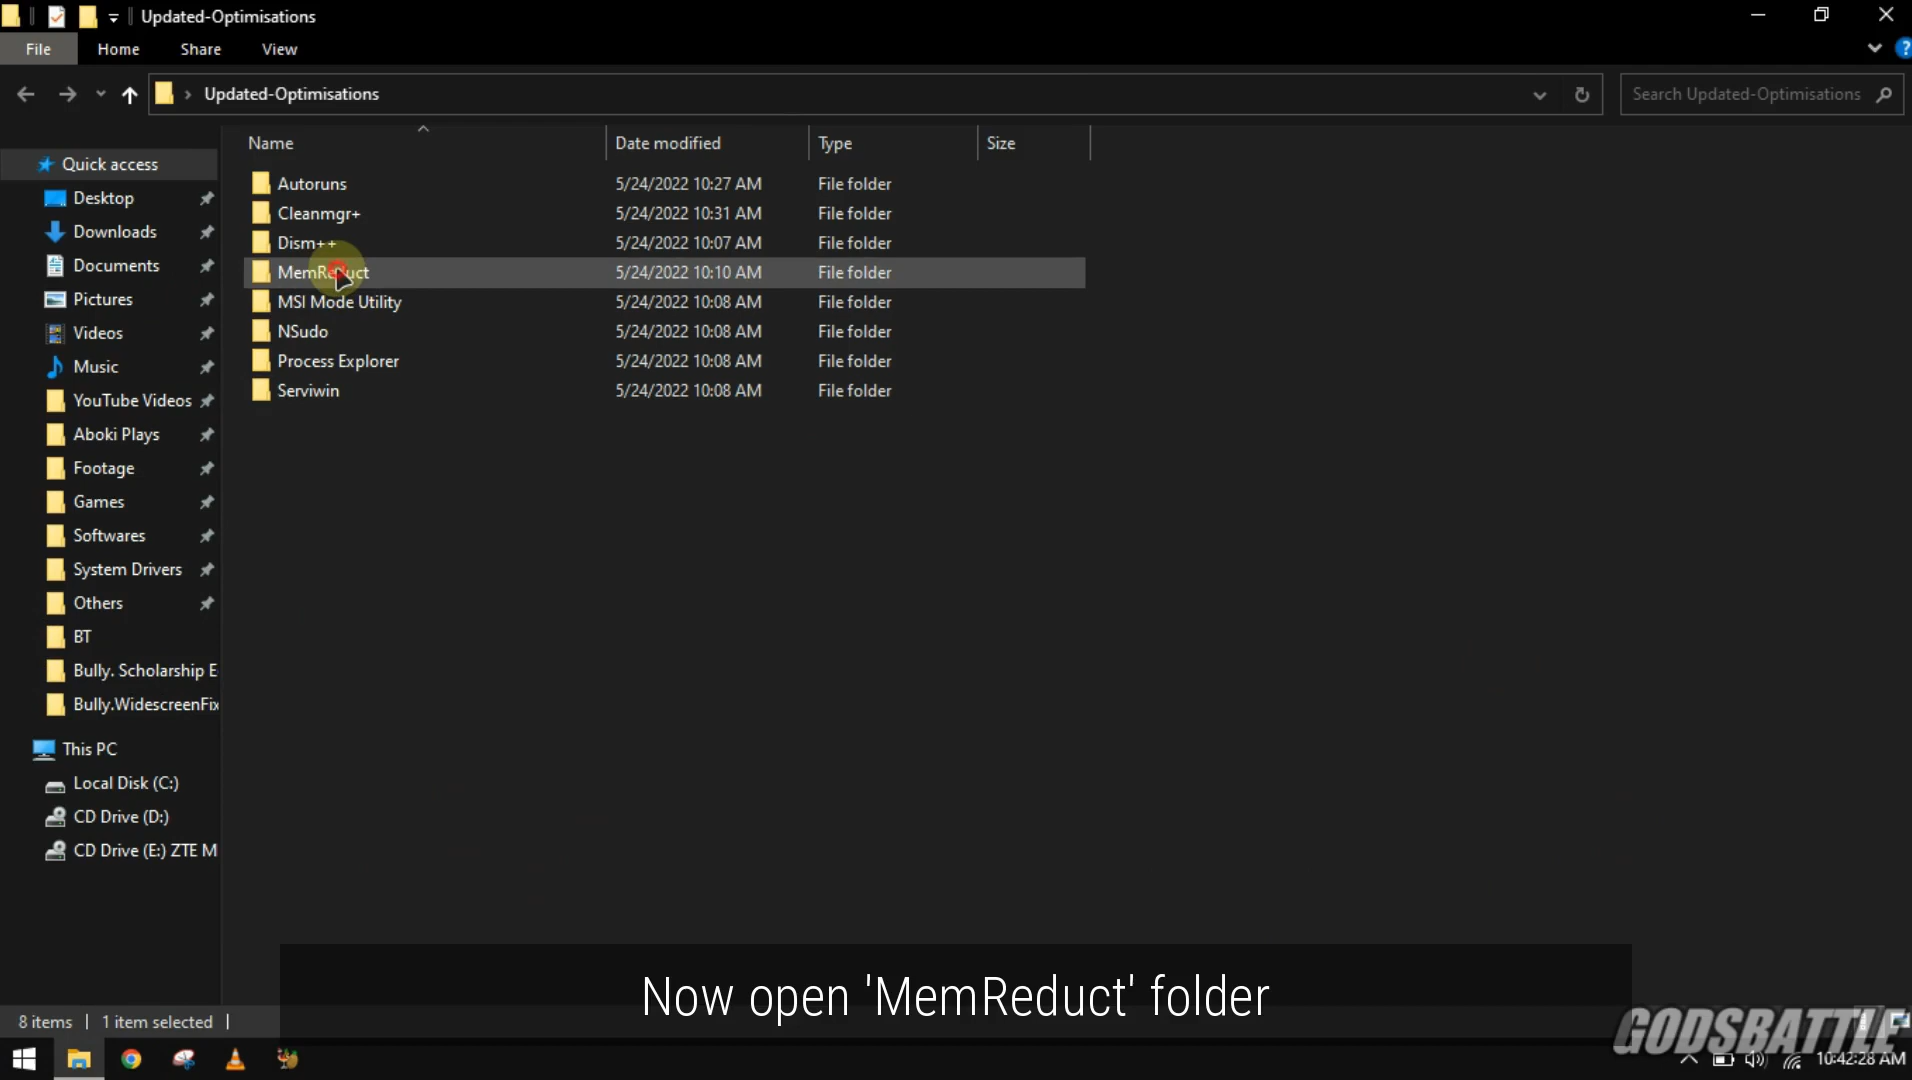 Updated-Optimisations
File Home Share View
Updated-Optimisations
Search Updated-Optimisations
Name Date modified Type Size
Quick access
Desktop
Downloads
Documents
Pictures
Videos
Music
YouTube Videos
Aboki Plays
Footage
Games
Softwares
System Drivers
Others
BT
Bully. Scholarship E
Bully.WidescreenFix
This PC
Local Disk (C:)
CD Drive (D:)
CD Drive (E:) ZTE M
Autoruns 5/24/2022 10:27 AM File folder
Cleanmgr+ 5/24/2022 10:31 AM File folder
Dism++ 5/24/2022 10:07 AM File folder
MemReduct 5/24/2022 10:10 AM File folder
MSI Mode Utility 5/24/2022 10:08 AM File folder
NSudo 5/24/2022 10:08 AM File folder
Process Explorer 5/24/2022 10:08 AM File folder
Serviwin 5/24/2022 10:08 AM File folder
Now open 'MemReduct' folder
8 items 1 item selected
GODSBATTLE
10:42:28 AM